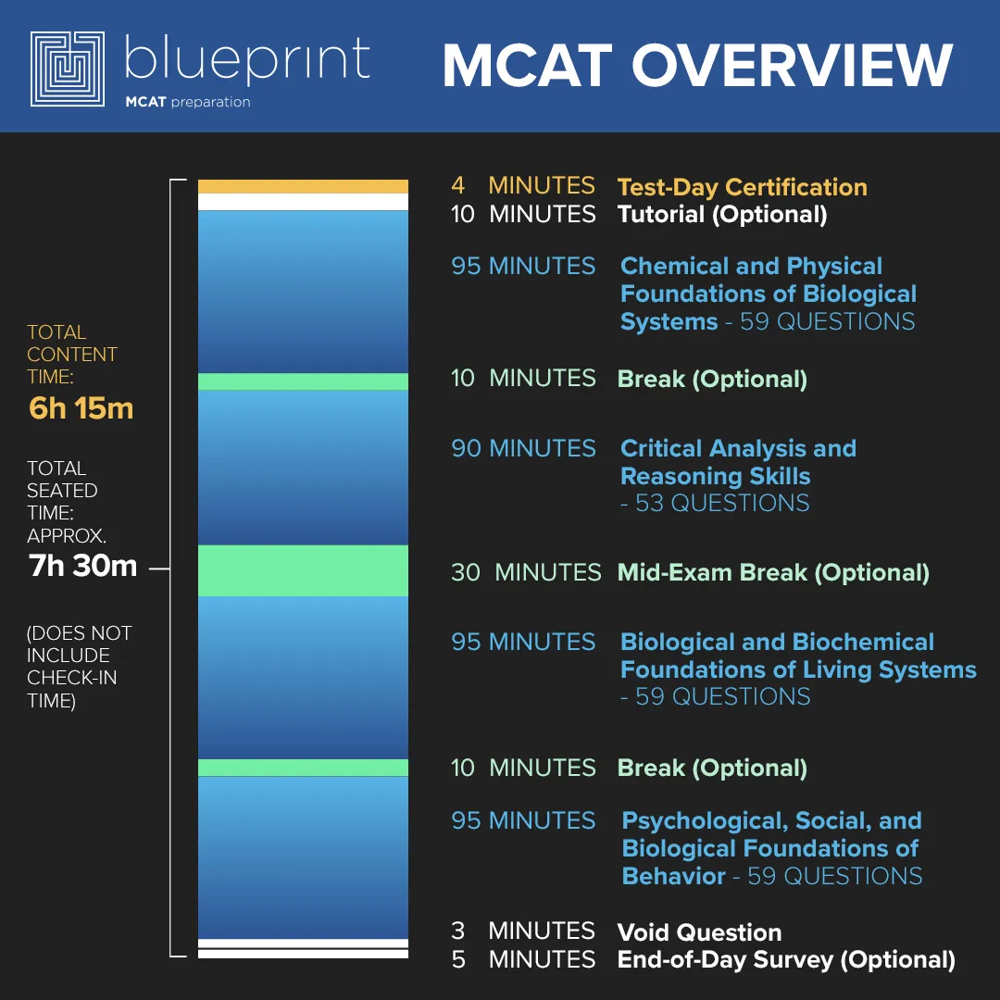 blueprint
MCAT preparation
MCAT OVERVIEW
TOTAL
CONTENT
TIME:
6h 15m
TOTAL
SEATED
TIME:
APPROX.
7h 30m
(DOES NOT
INCLUDE
CHECK-IN
TIME)
4 MINUTES Test-Day Certification
10 MINUTES Tutorial (Optional)
95 MINUTES Chemical and Physical
Foundations of Biological
Systems - 59 QUESTIONS
10 MINUTES Break (Optional)
90 MINUTES Critical Analysis and
Reasoning Skills
- 53 QUESTIONS
30 MINUTES Mid-Exam Break (Optional)
95 MINUTES Biological and Biochemical
Foundations of Living Systems
- 59 QUESTIONS
10 MINUTES Break (Optional)
95 MINUTES Psychological, Social, and
Biological Foundations of
Behavior - 59 QUESTIONS
3 MINUTES Void Question
5 MINUTES End-of-Day Survey (Optional)